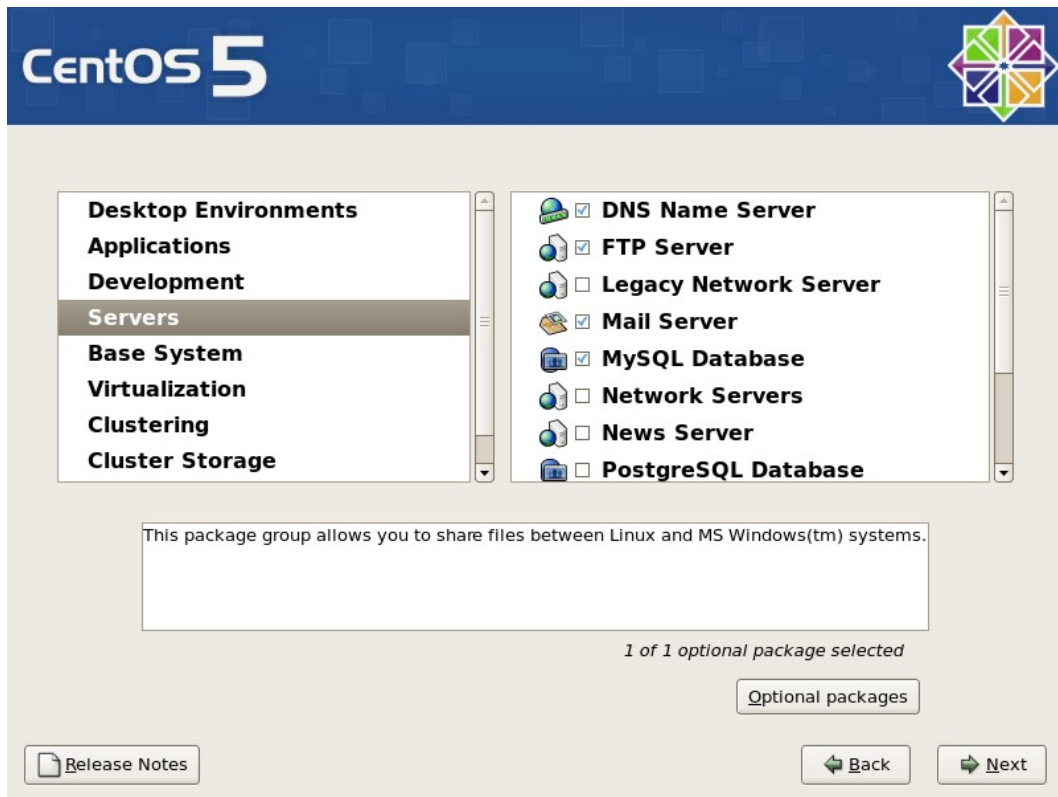 CentOS 5
Desktop Environments
Applications
Development
Servers
Base System
Virtualization
Clustering
Cluster Storage
DNS Name Server
FTP Server
Legacy Network Server
Mail Server
MySQL Database
Network Servers
News Server
PostgreSQL Database
This package group allows you to share files between Linux and MS Windows(tm) systems.
1 of 1 optional package selected
Optional packages
Release Notes
Back
Next